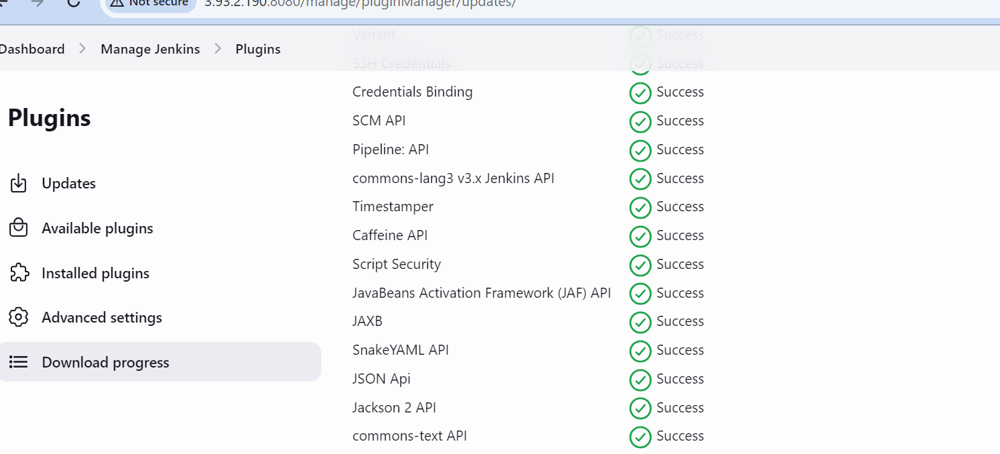 Not secure 3.93.2.190:8080/manage/pluginManager/updates/
Dashboard > Manage Jenkins > Plugins
Plugins
Updates
Available plugins
Installed plugins
Advanced settings
Download progress
Variant Success
SSH Credentials Success
Credentials Binding Success
SCM API Success
Pipeline: API Success
commons-lang3 v3.x Jenkins API Success
Timestamper Success
Caffeine API Success
Script Security Success
JavaBeans Activation Framework (JAF) API Success
JAXB Success
SnakeYAML API Success
JSON Api Success
Jackson 2 API Success
commons-text API Success